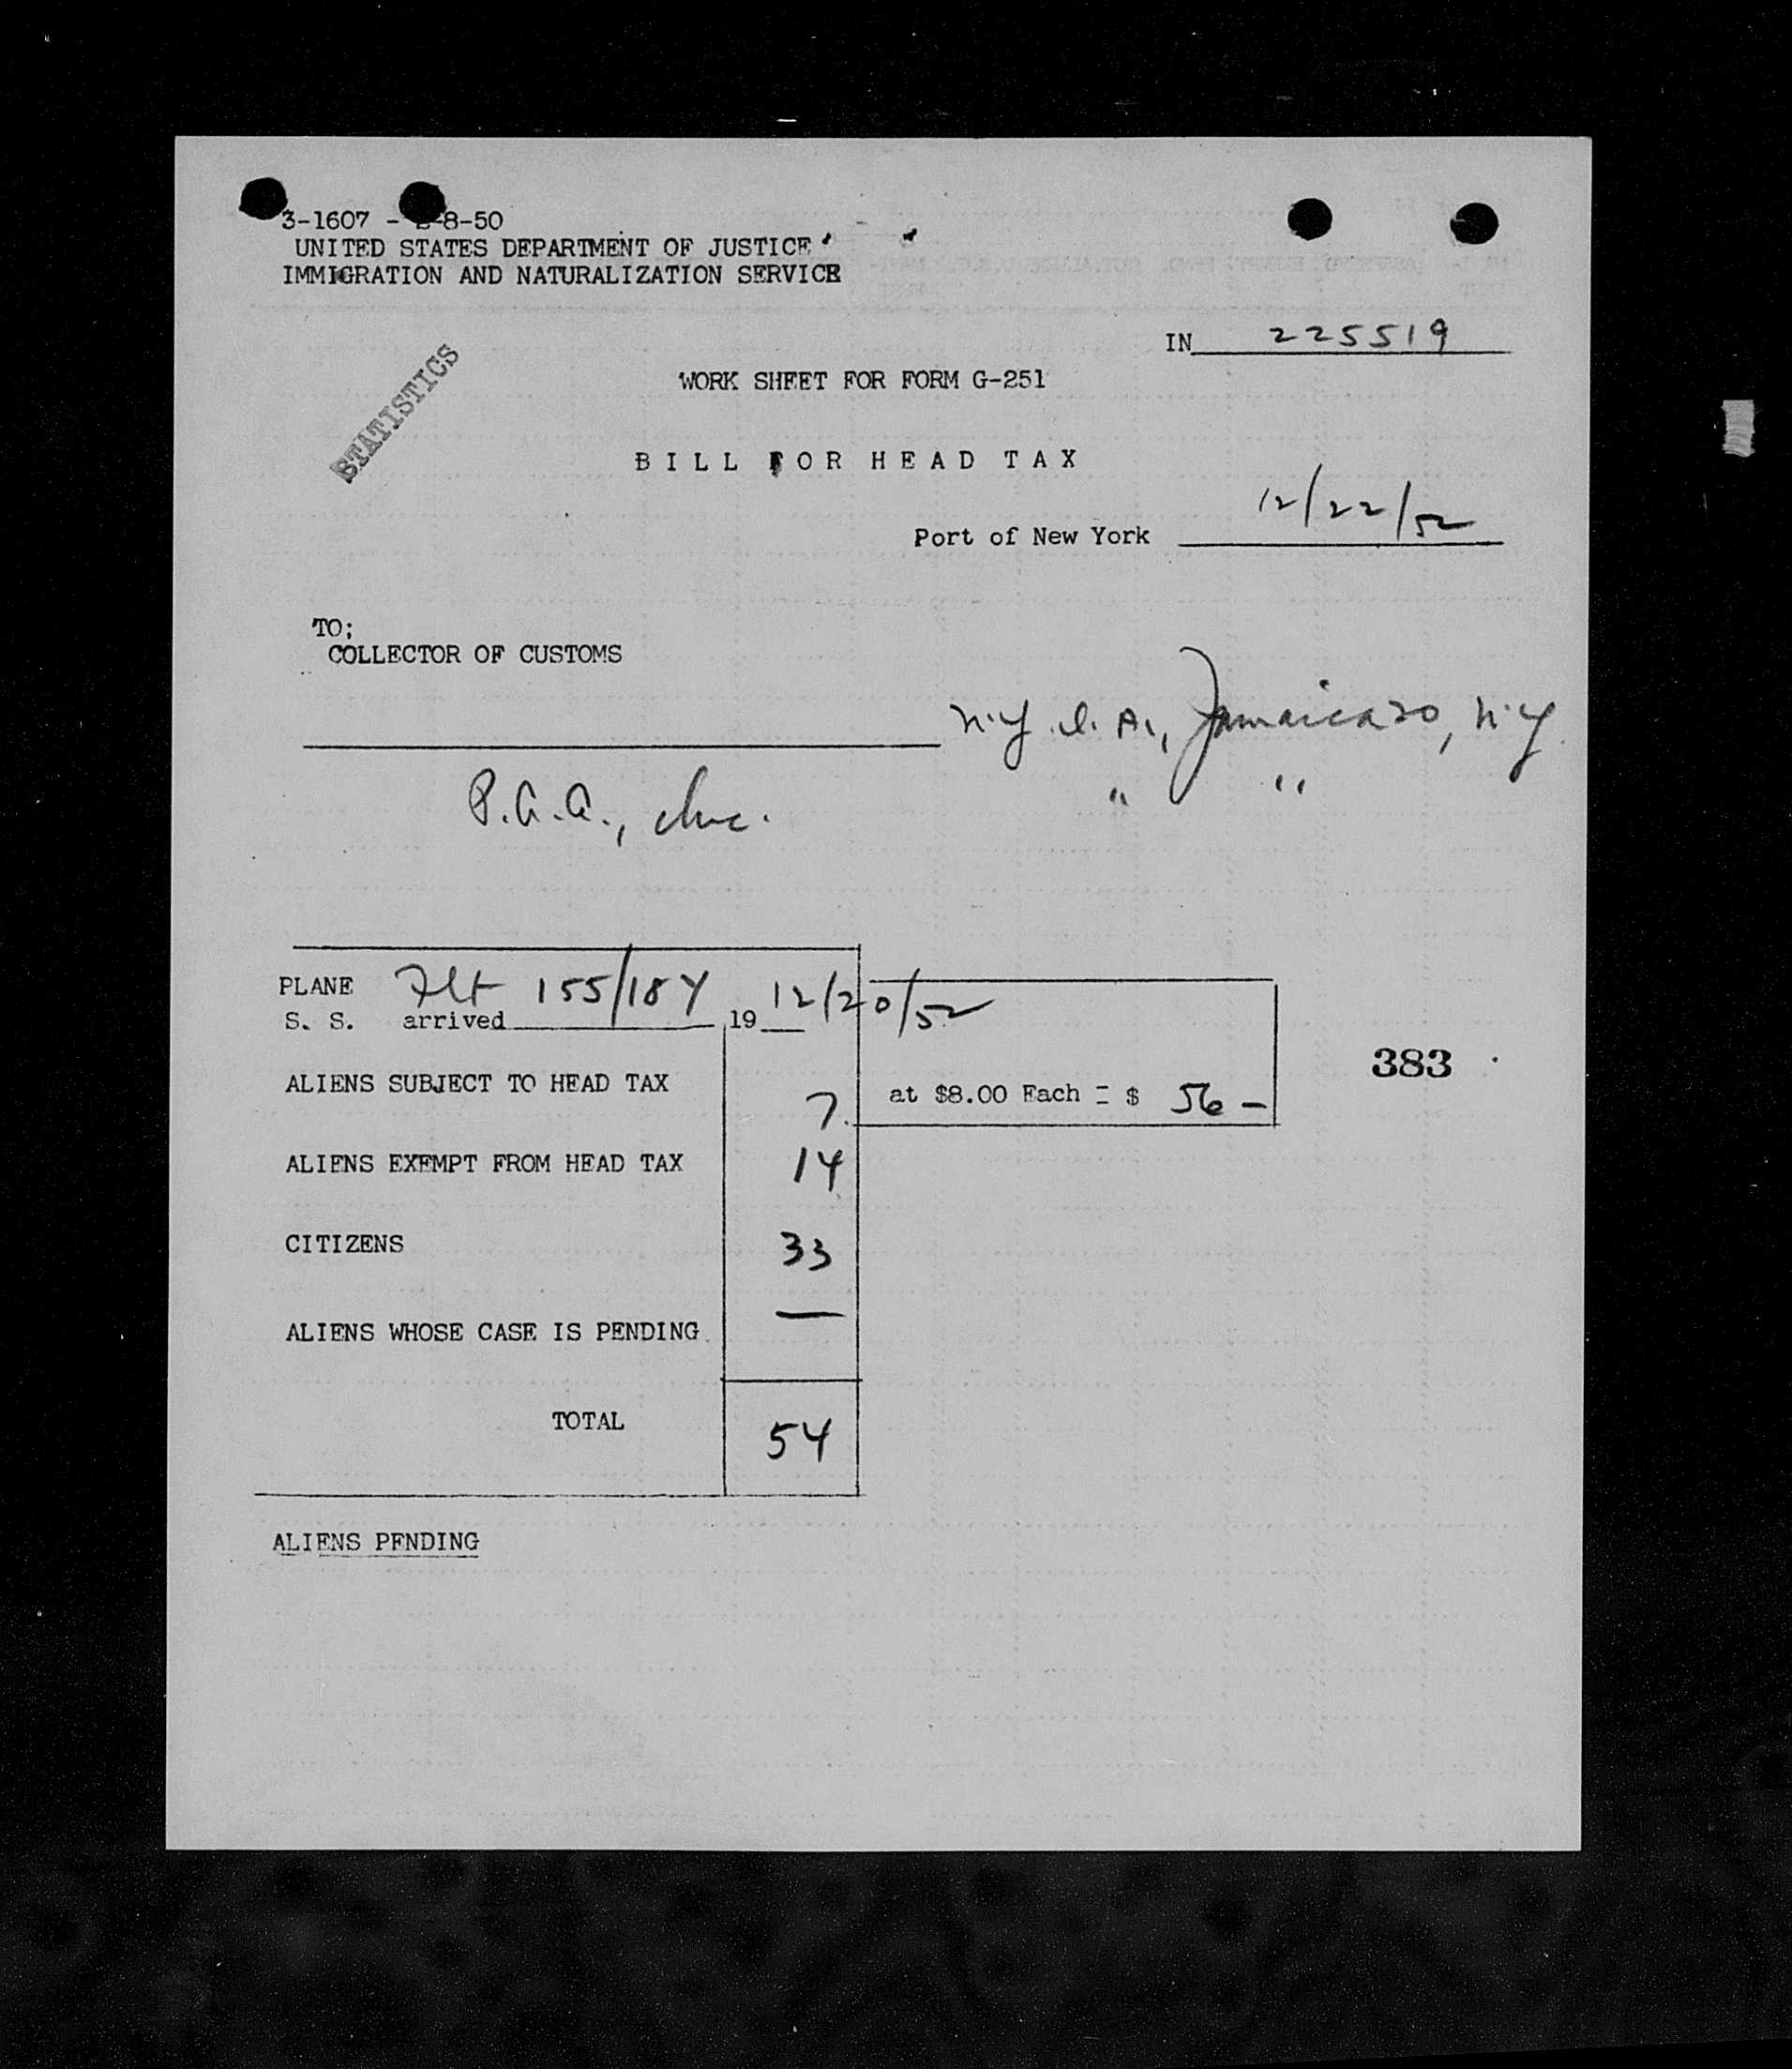 3-1607 - -8-50
UNITED STATES DEPARTMENT OF JUSTICE
IMMIGRATION AND NATURALIZATION SERVICE
IN 225519
STATISTICS
WORK SHEET FOR FORM G-251
BILL FOR HEAD TAX
Port of New York 12/22/52
TO;
COLLECTOR OF CUSTOMS
N.Y. I. A., Jamaica 30, N.Y.
P.A.A., Inc. " "
PLANE Flt 155/18Y 12/20/52
S. S. arrived 19
383
ALIENS SUBJECT TO HEAD TAX 7. at $8.00 Each = $ 56 –
ALIENS EXEMPT FROM HEAD TAX 14
CITIZENS 33
ALIENS WHOSE CASE IS PENDING —
TOTAL 54
ALIENS PENDING